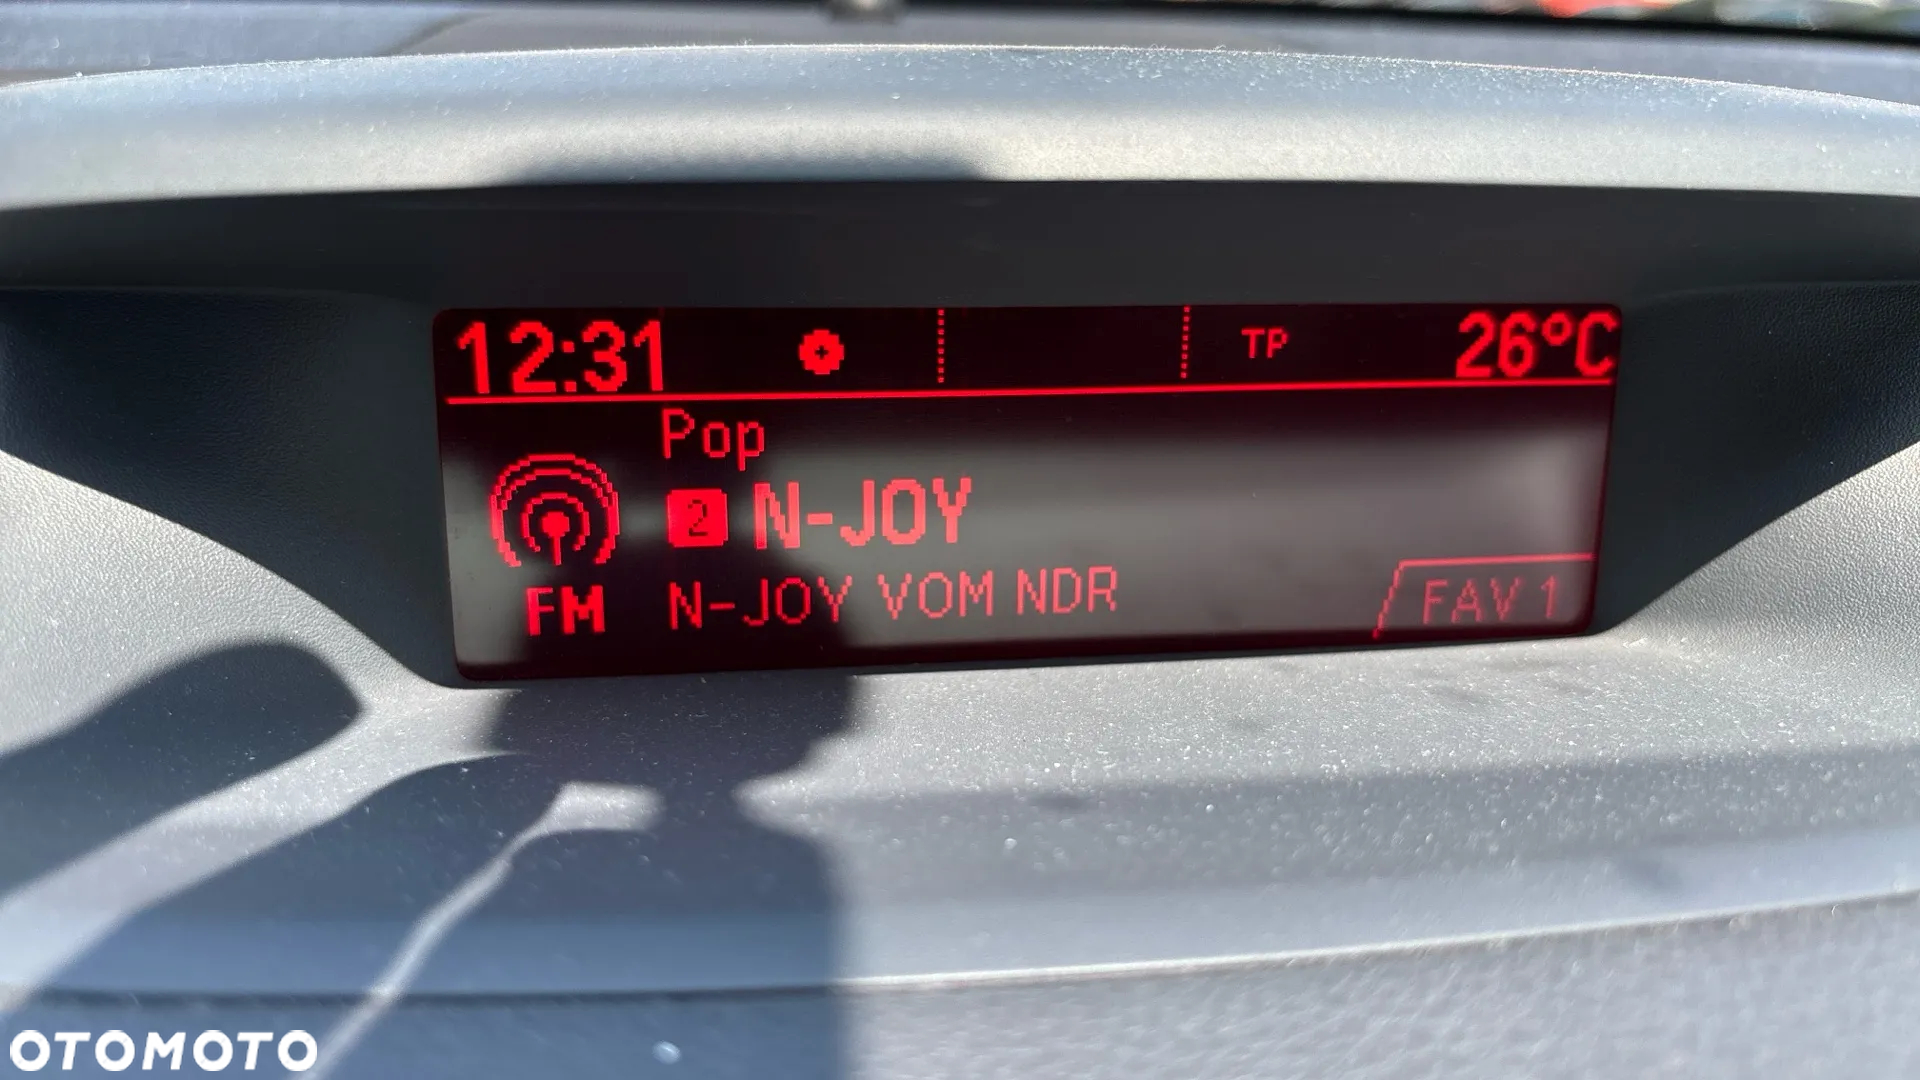 12:31 TP 26°C
Pop
2 N-JOY
FM N-JOY VOM NDR FAV 1
OTOMOTO